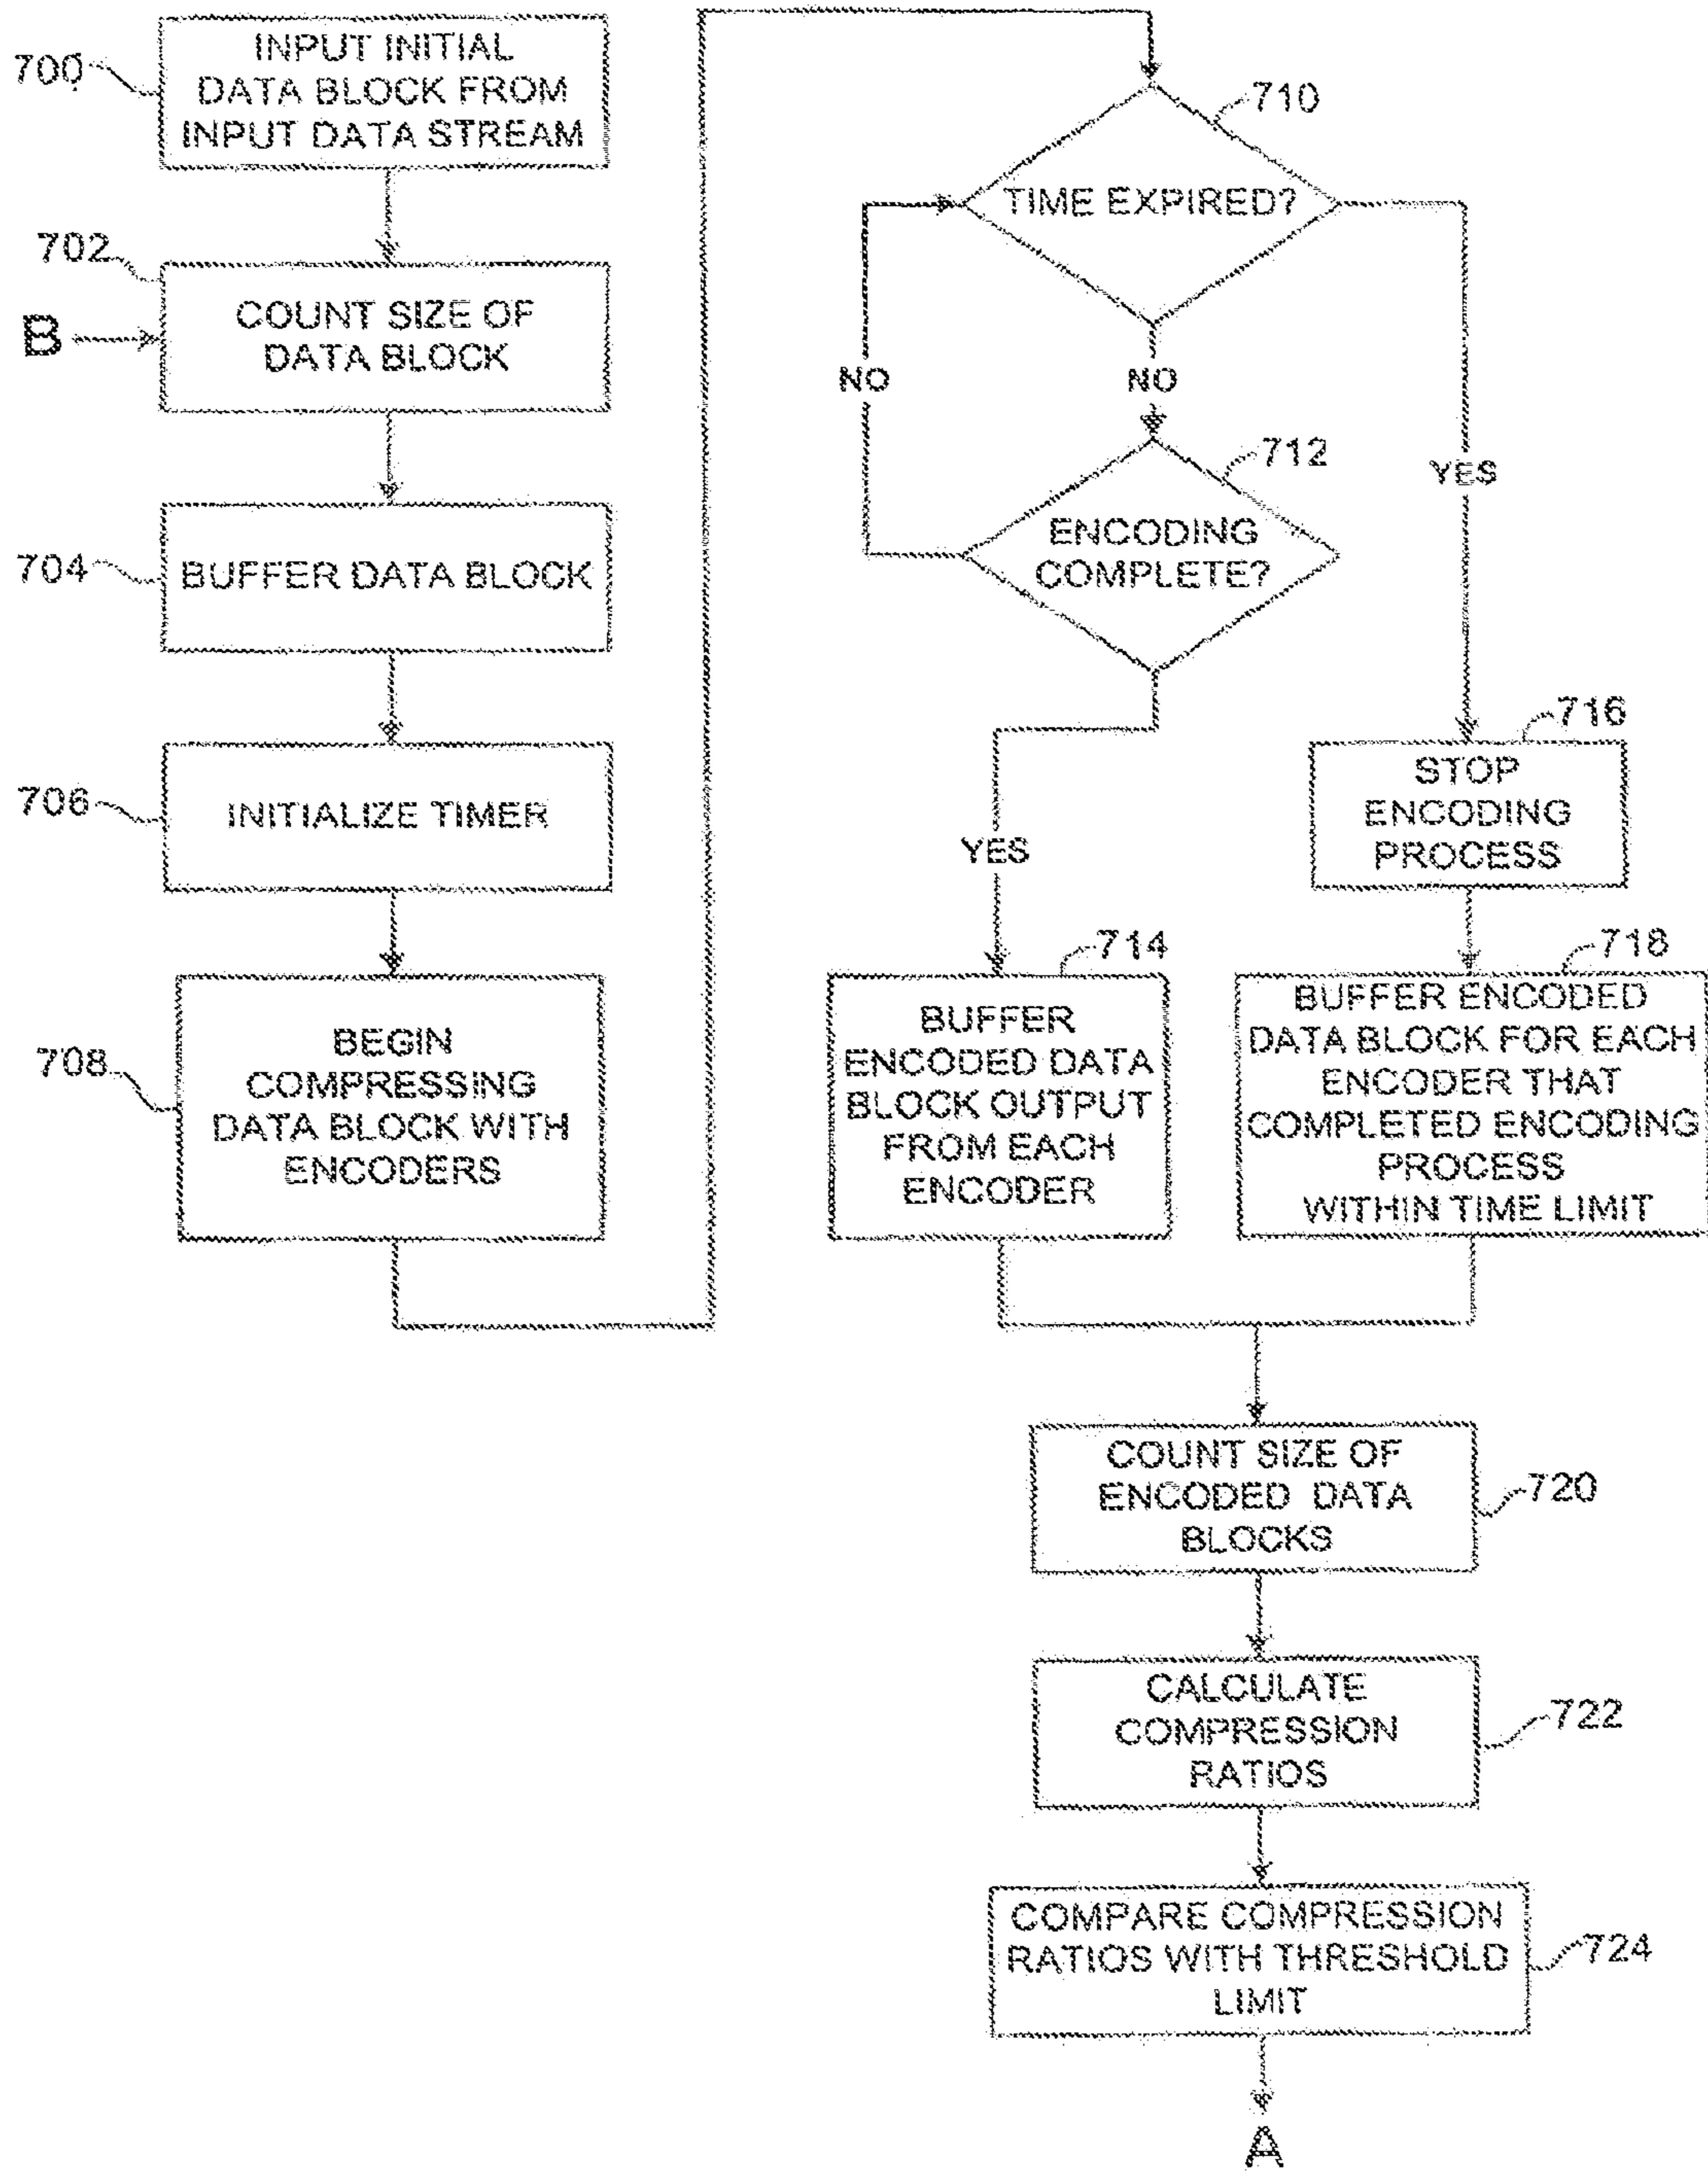 700
INPUT INITIAL
DATA BLOCK FROM
INPUT DATA STREAM
702
B
COUNT SIZE OF
DATA BLOCK
704
BUFFER DATA BLOCK
706
INITIALIZE TIMER
708
BEGIN
COMPRESSING
DATA BLOCK WITH
ENCODERS
710
TIME EXPIRED?
NO
NO
YES
712
ENCODING
COMPLETE?
YES
716
STOP
ENCODING
PROCESS
714
BUFFER
ENCODED DATA
BLOCK OUTPUT
FROM EACH
ENCODER
718
BUFFER ENCODED
DATA BLOCK FOR EACH
ENCODER THAT
COMPLETED ENCODING
PROCESS
WITHIN TIME LIMIT
COUNT SIZE OF
ENCODED DATA
BLOCKS
720
CALCULATE
COMPRESSION
RATIOS
722
COMPARE COMPRESSION
RATIOS WITH THRESHOLD
LIMIT
724
A